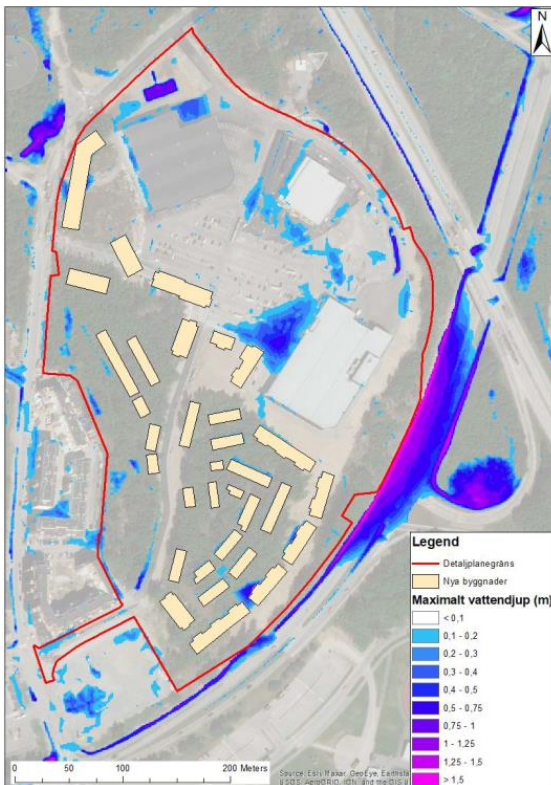 N
Legend
Detaljplanegräns
Nya byggnader
Maximalt vattendjup (m)
< 0,1
0,1 - 0,2
0,2 - 0,3
0,3 - 0,4
0,4 - 0,5
0,5 - 0,75
0,75 - 1
1 - 1,25
1,25 - 1,5
> 1,5
0 50 100 200 Meters
Source: Esri, Maxar, GeoEye, Earthsta
USDS, AeroGRID, IGN, and the GIS U